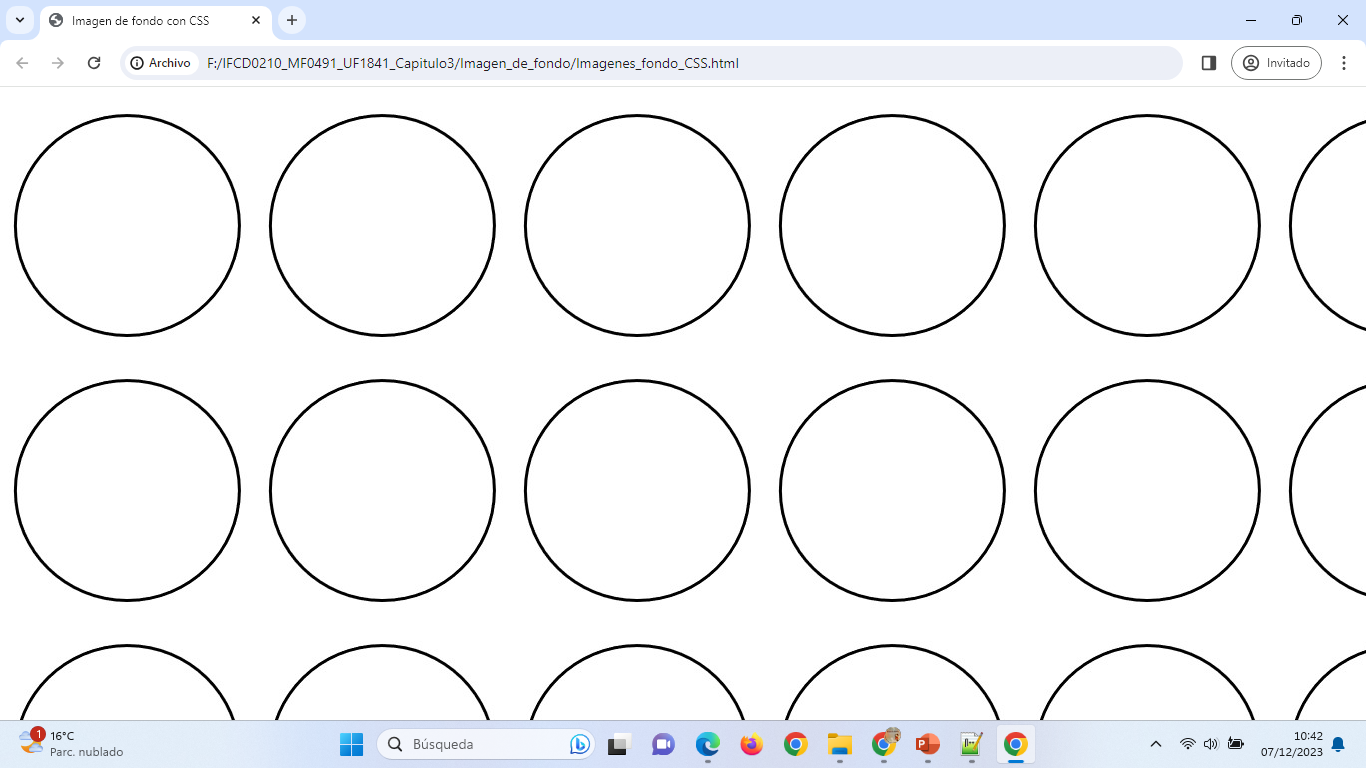 Imagen de fondo con CSS
Archivo
F:/IFCD0210_MF0491_UF1841_Capitulo3/Imagen_de_fondo/Imagenes_fondo_CSS.html
Invitado
1
16°C
Parc. nublado
Búsqueda
10:42
07/12/2023